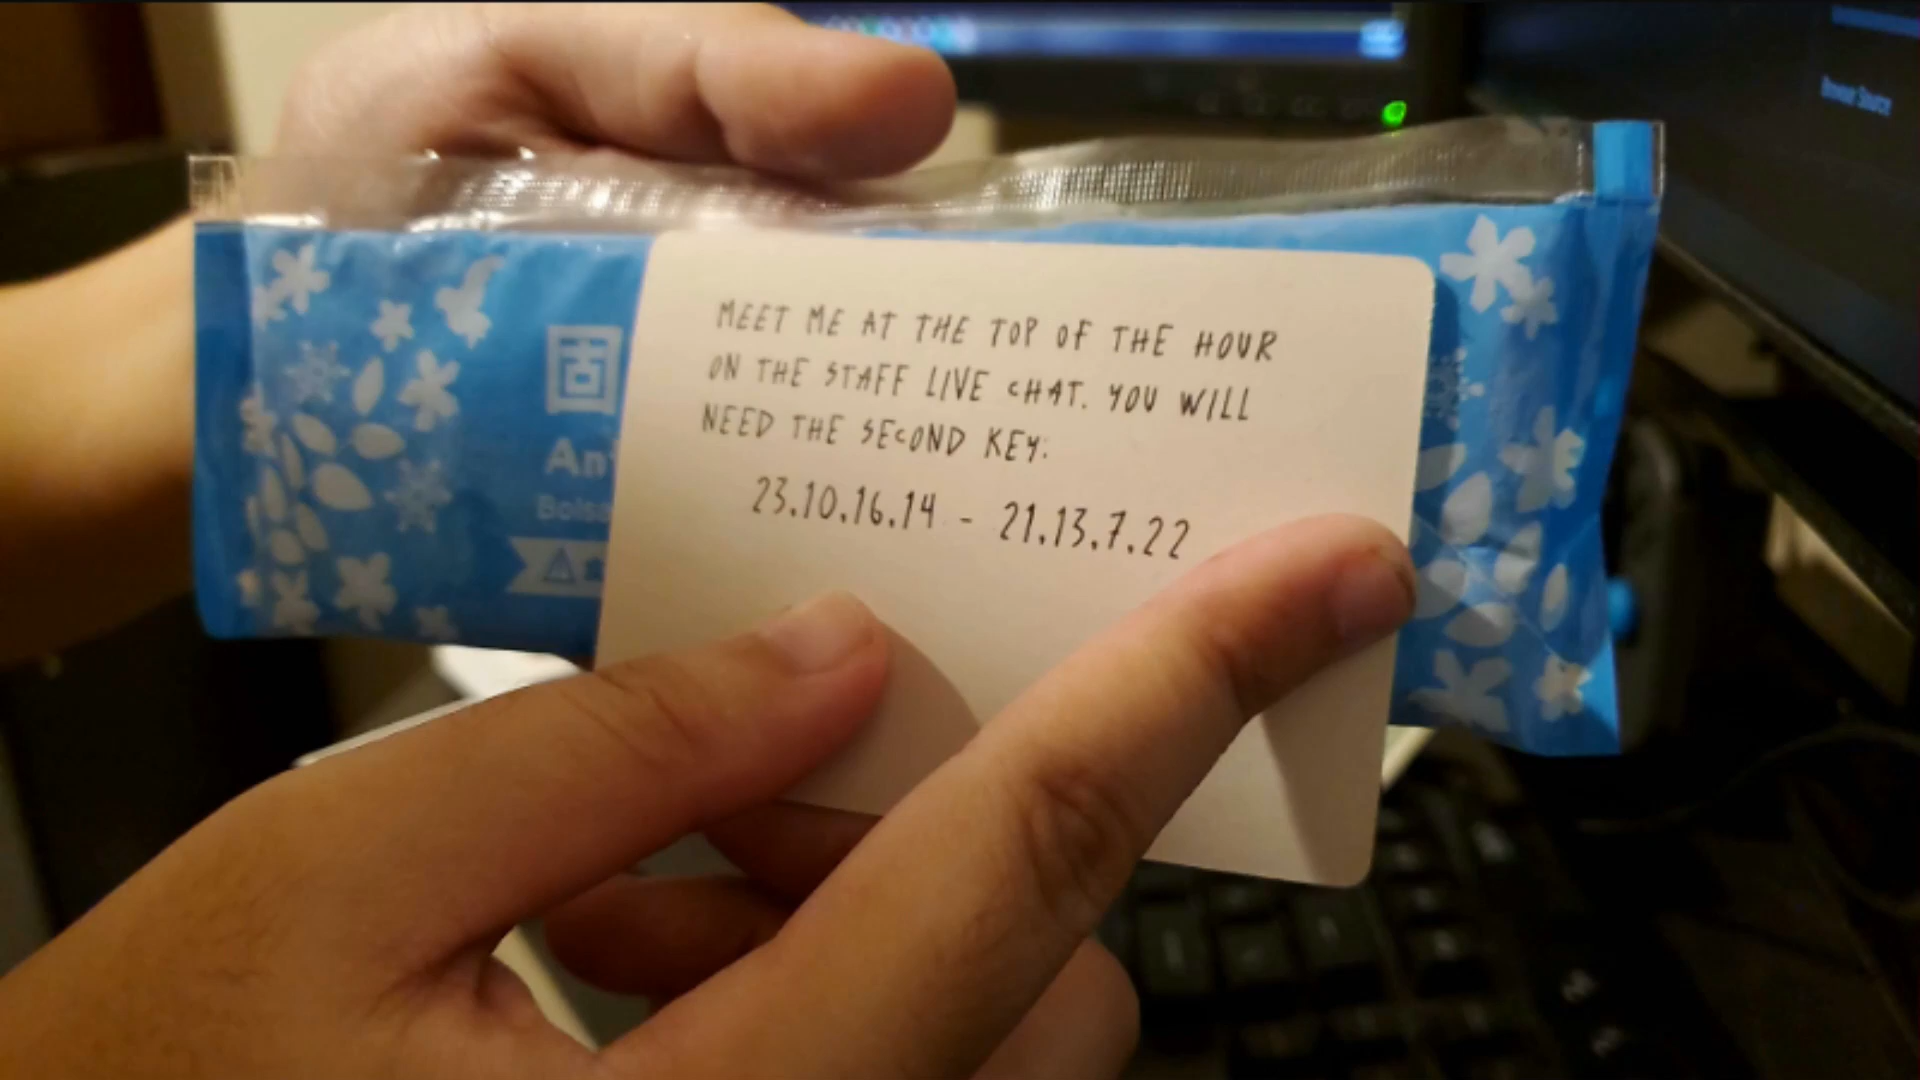 MEET ME AT THE TOP OF THE HOUR
ON THE STAFF LIVE CHAT. YOU WILL
NEED THE SECOND KEY:
23.10.16.14 - 21.13.7.22
固